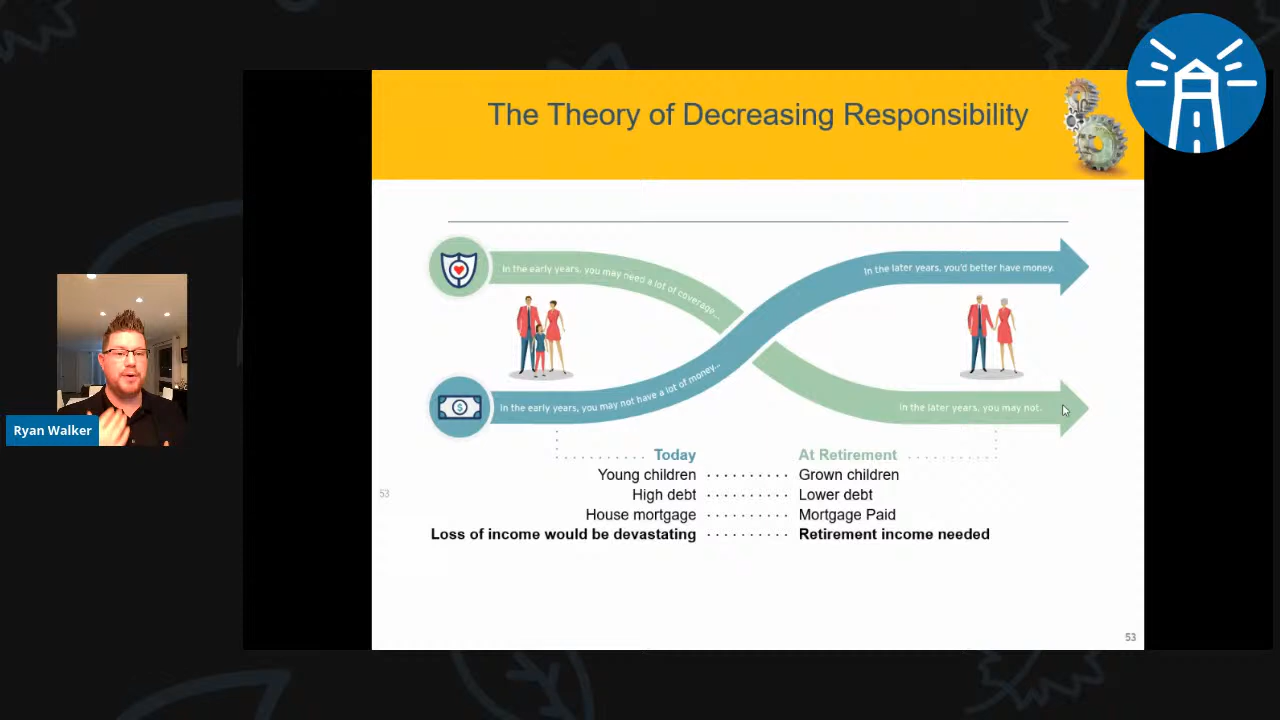 The Theory of Decreasing Responsibility
In the early years, you may need a lot of coverage...
In the later years, you'd better have money.
In the early years, you may not have a lot of money...
In the later years, you may not.
Ryan Walker
Today At Retirement
Young children Grown children
53
High debt Lower debt
House mortgage Mortgage Paid
Loss of income would be devastating Retirement income needed
53